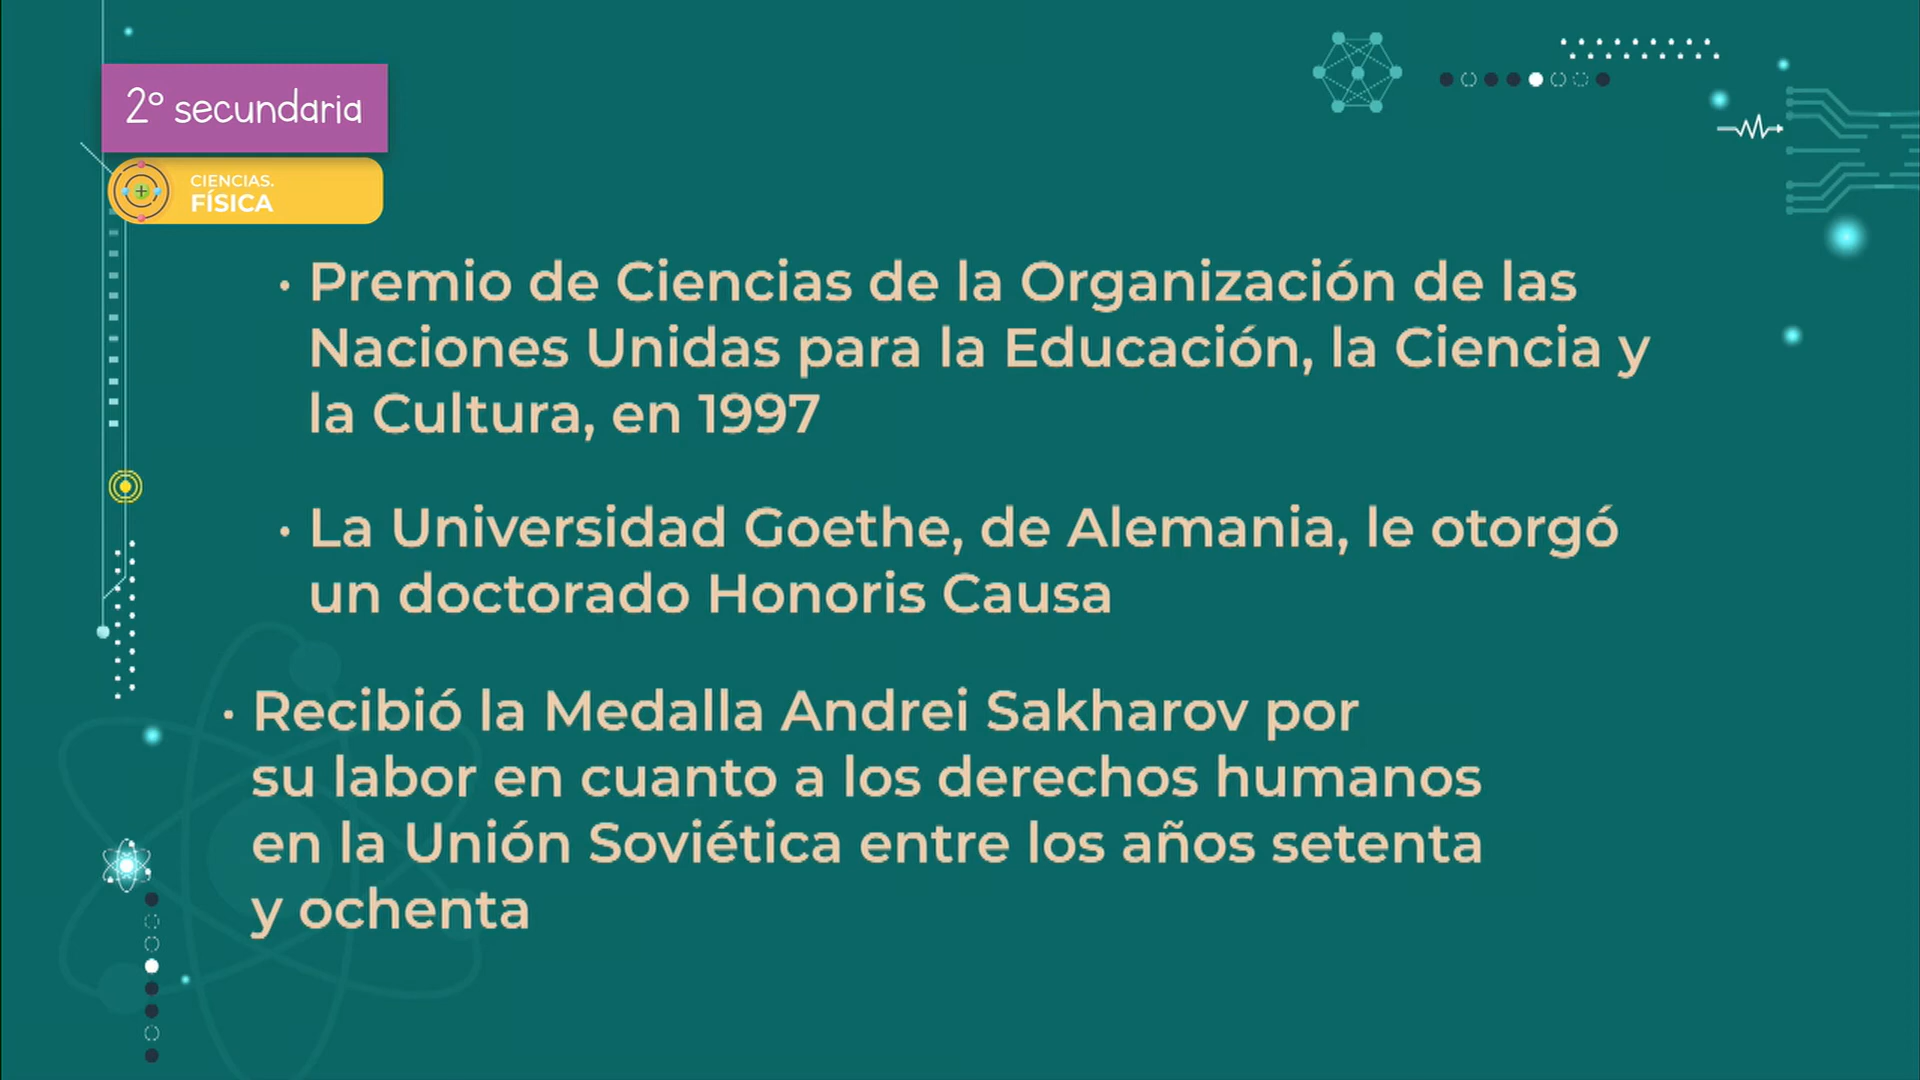 2° secundaria
CIENCIAS.
FÍSICA
· Premio de Ciencias de la Organización de las
Naciones Unidas para la Educación, la Ciencia y
la Cultura, en 1997
· La Universidad Goethe, de Alemania, le otorgó
un doctorado Honoris Causa
· Recibió la Medalla Andrei Sakharov por
su labor en cuanto a los derechos humanos
en la Unión Soviética entre los años setenta
y ochenta